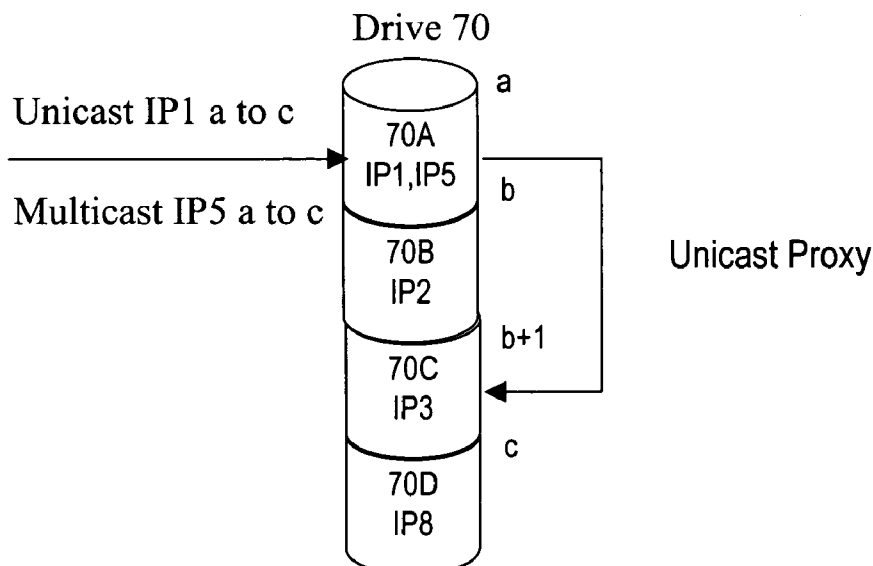 Drive 70
a
Unicast IP1 a to c
70A
IP1,IP5
b
Multicast IP5 a to c
70B
IP2
Unicast Proxy
b+1
70C
IP3
c
70D
IP8